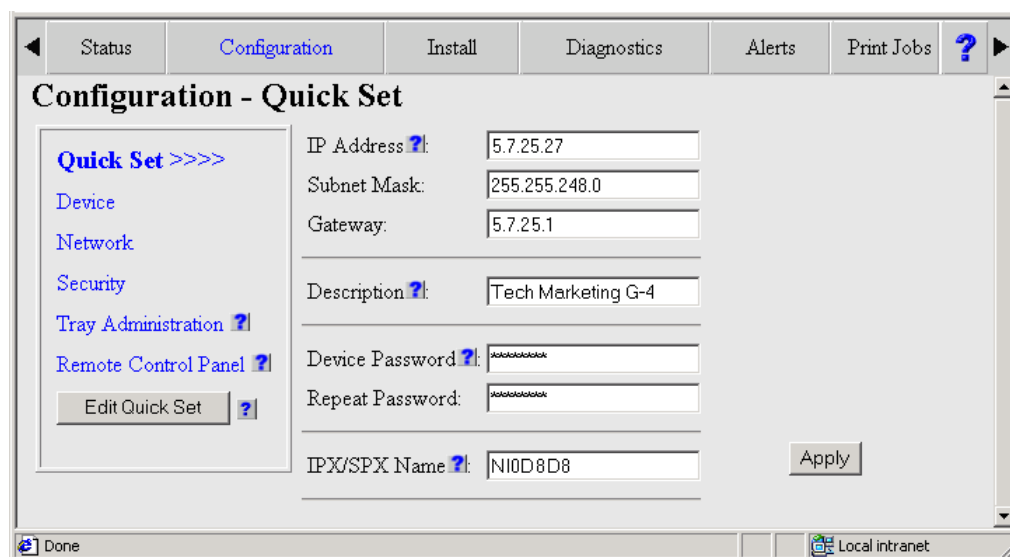 Status Configuration Install Diagnostics Alerts Print Jobs ?
Configuration - Quick Set
Quick Set >>>>
Device
Network
Security
Tray Administration ?
Remote Control Panel ?
Edit Quick Set ?
IP Address ?: 5.7.25.27
Subnet Mask: 255.255.248.0
Gateway: 5.7.25.1
Description ?: Tech Marketing G-4
Device Password ?: *********
Repeat Password: *********
IPX/SPX Name ?: NI0D8D8
Apply
Done
Local intranet